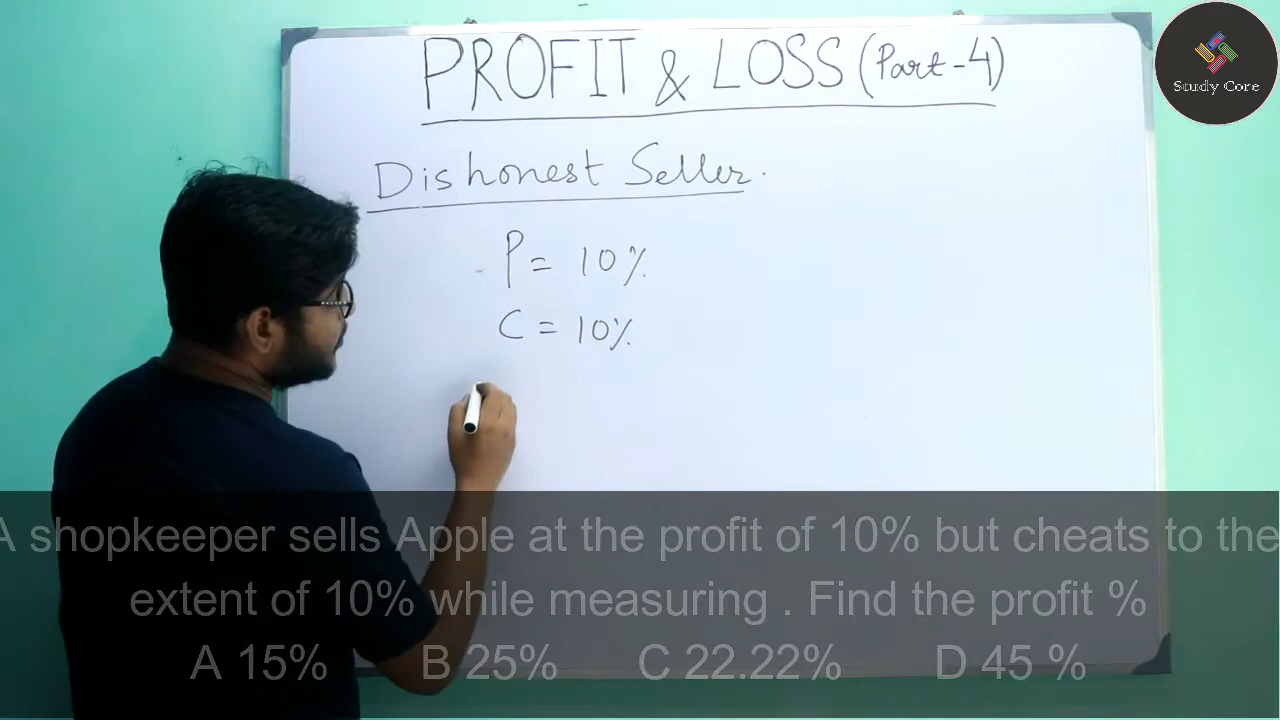 PROFIT & LOSS (Part-4)
Study Core
Dishonest Seller.
P = 10%
C = 10%
A shopkeeper sells Apple at the profit of 10% but cheats to the
extent of 10% while measuring . Find the profit %
A 15% B 25% C 22.22% D 45 %